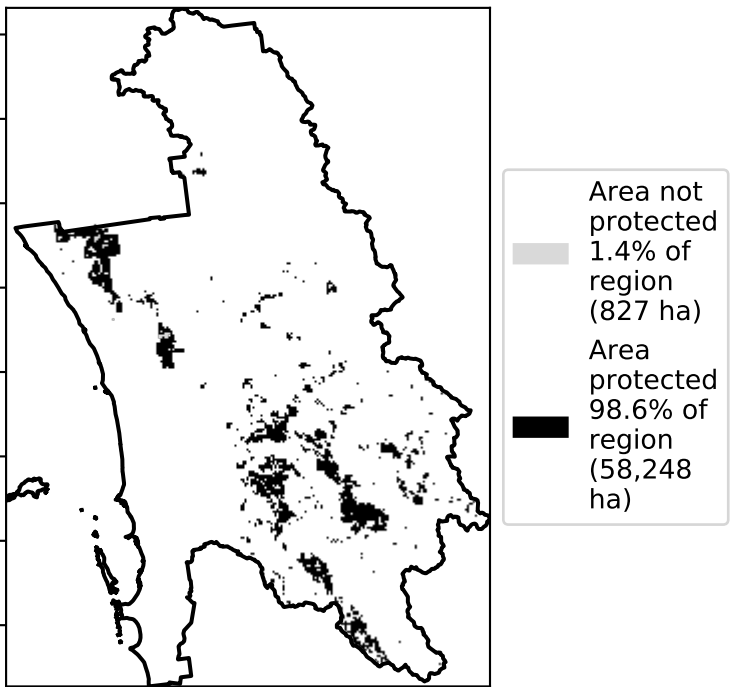 Area not
protected
1.4% of
region
(827 ha)
Area
protected
98.6% of
region
(58,248
ha)